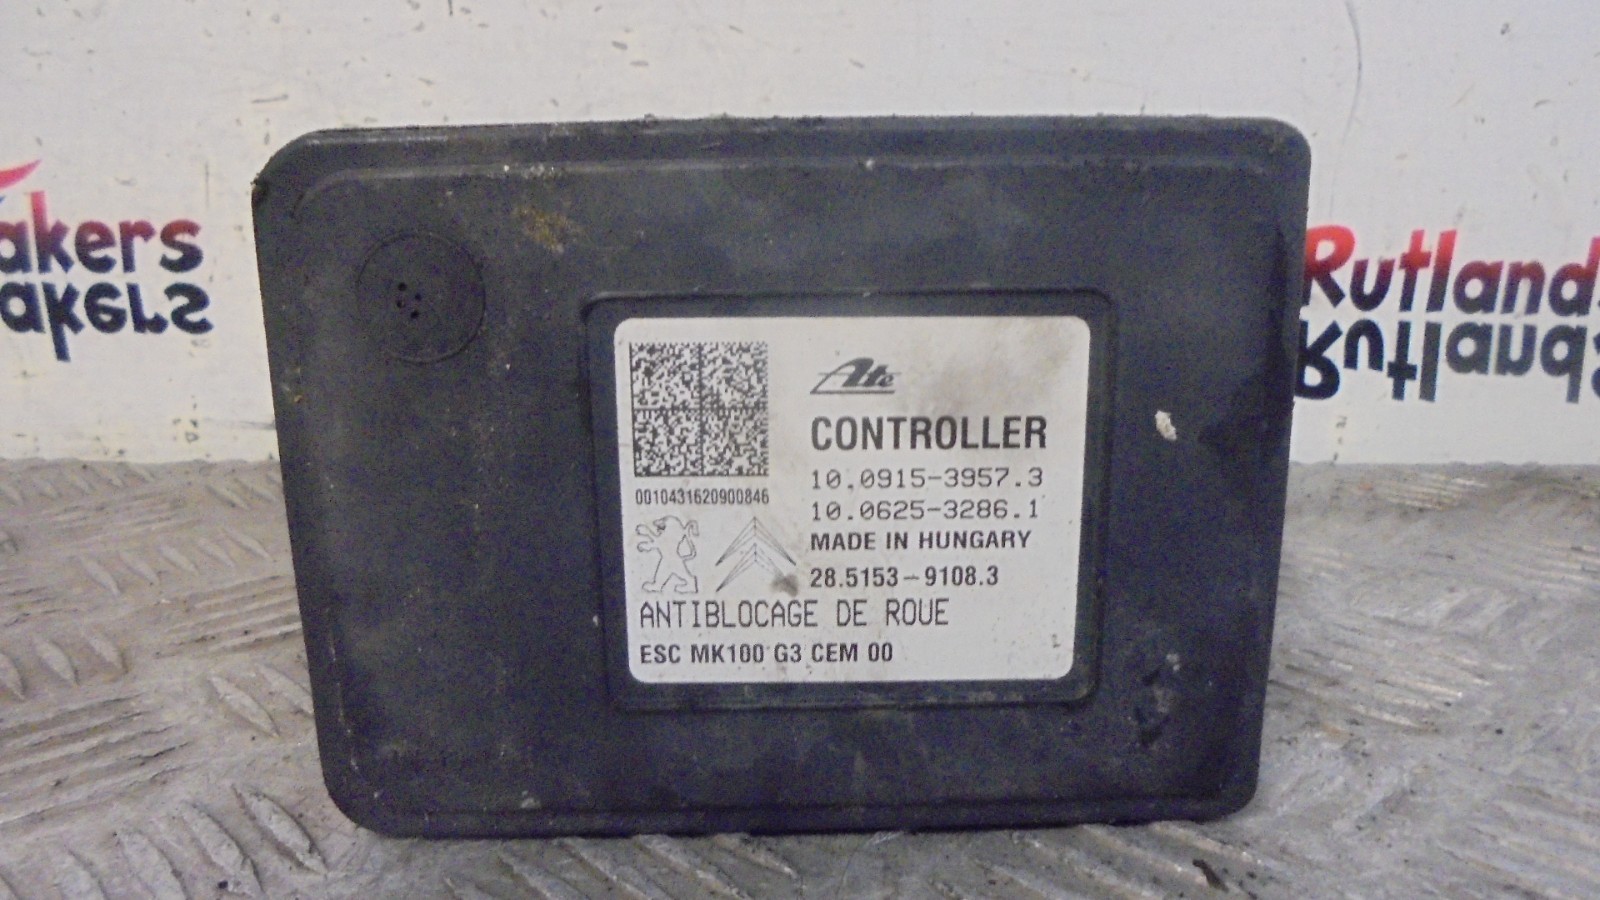 akers
akers
Rutland
Rutlands
Ate
CONTROLLER
10.0915-3957.3
10.0625-3286.1
MADE IN HUNGARY
28.5153-9108.3
0010431620900846
ANTIBLOCAGE DE ROUE
ESC MK100 G3 CEM 00